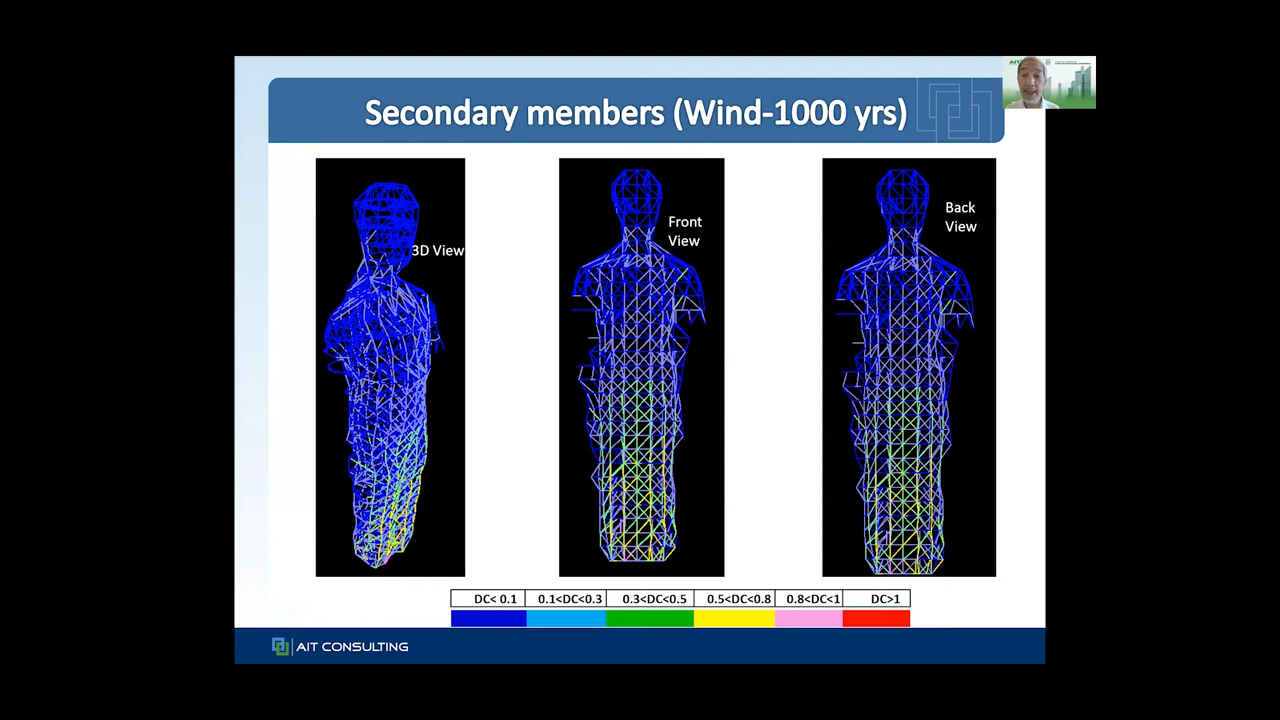 Secondary members (Wind-1000 yrs)
AIT
3D View
Front
View
Back
View
DC< 0.1
0.1<DC<0.3
0.3<DC<0.5
0.5<DC<0.8
0.8<DC<1
DC>1
AIT CONSULTING